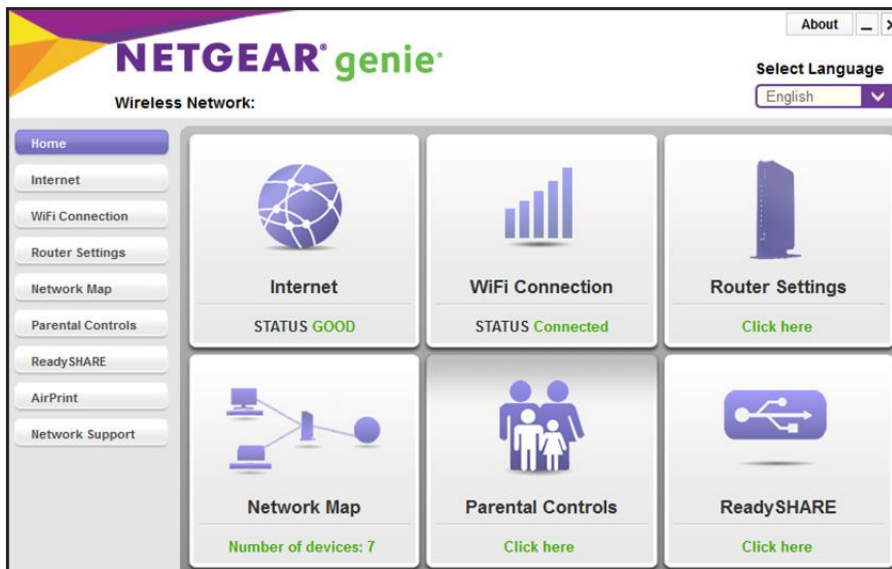 About
NETGEAR® genie®
Select Language
English
Wireless Network:
Home
Internet
WiFi Connection
Router Settings
Network Map
Parental Controls
ReadySHARE
AirPrint
Network Support
Internet
STATUS GOOD
WiFi Connection
STATUS Connected
Router Settings
Click here
Network Map
Number of devices: 7
Parental Controls
Click here
ReadySHARE
Click here